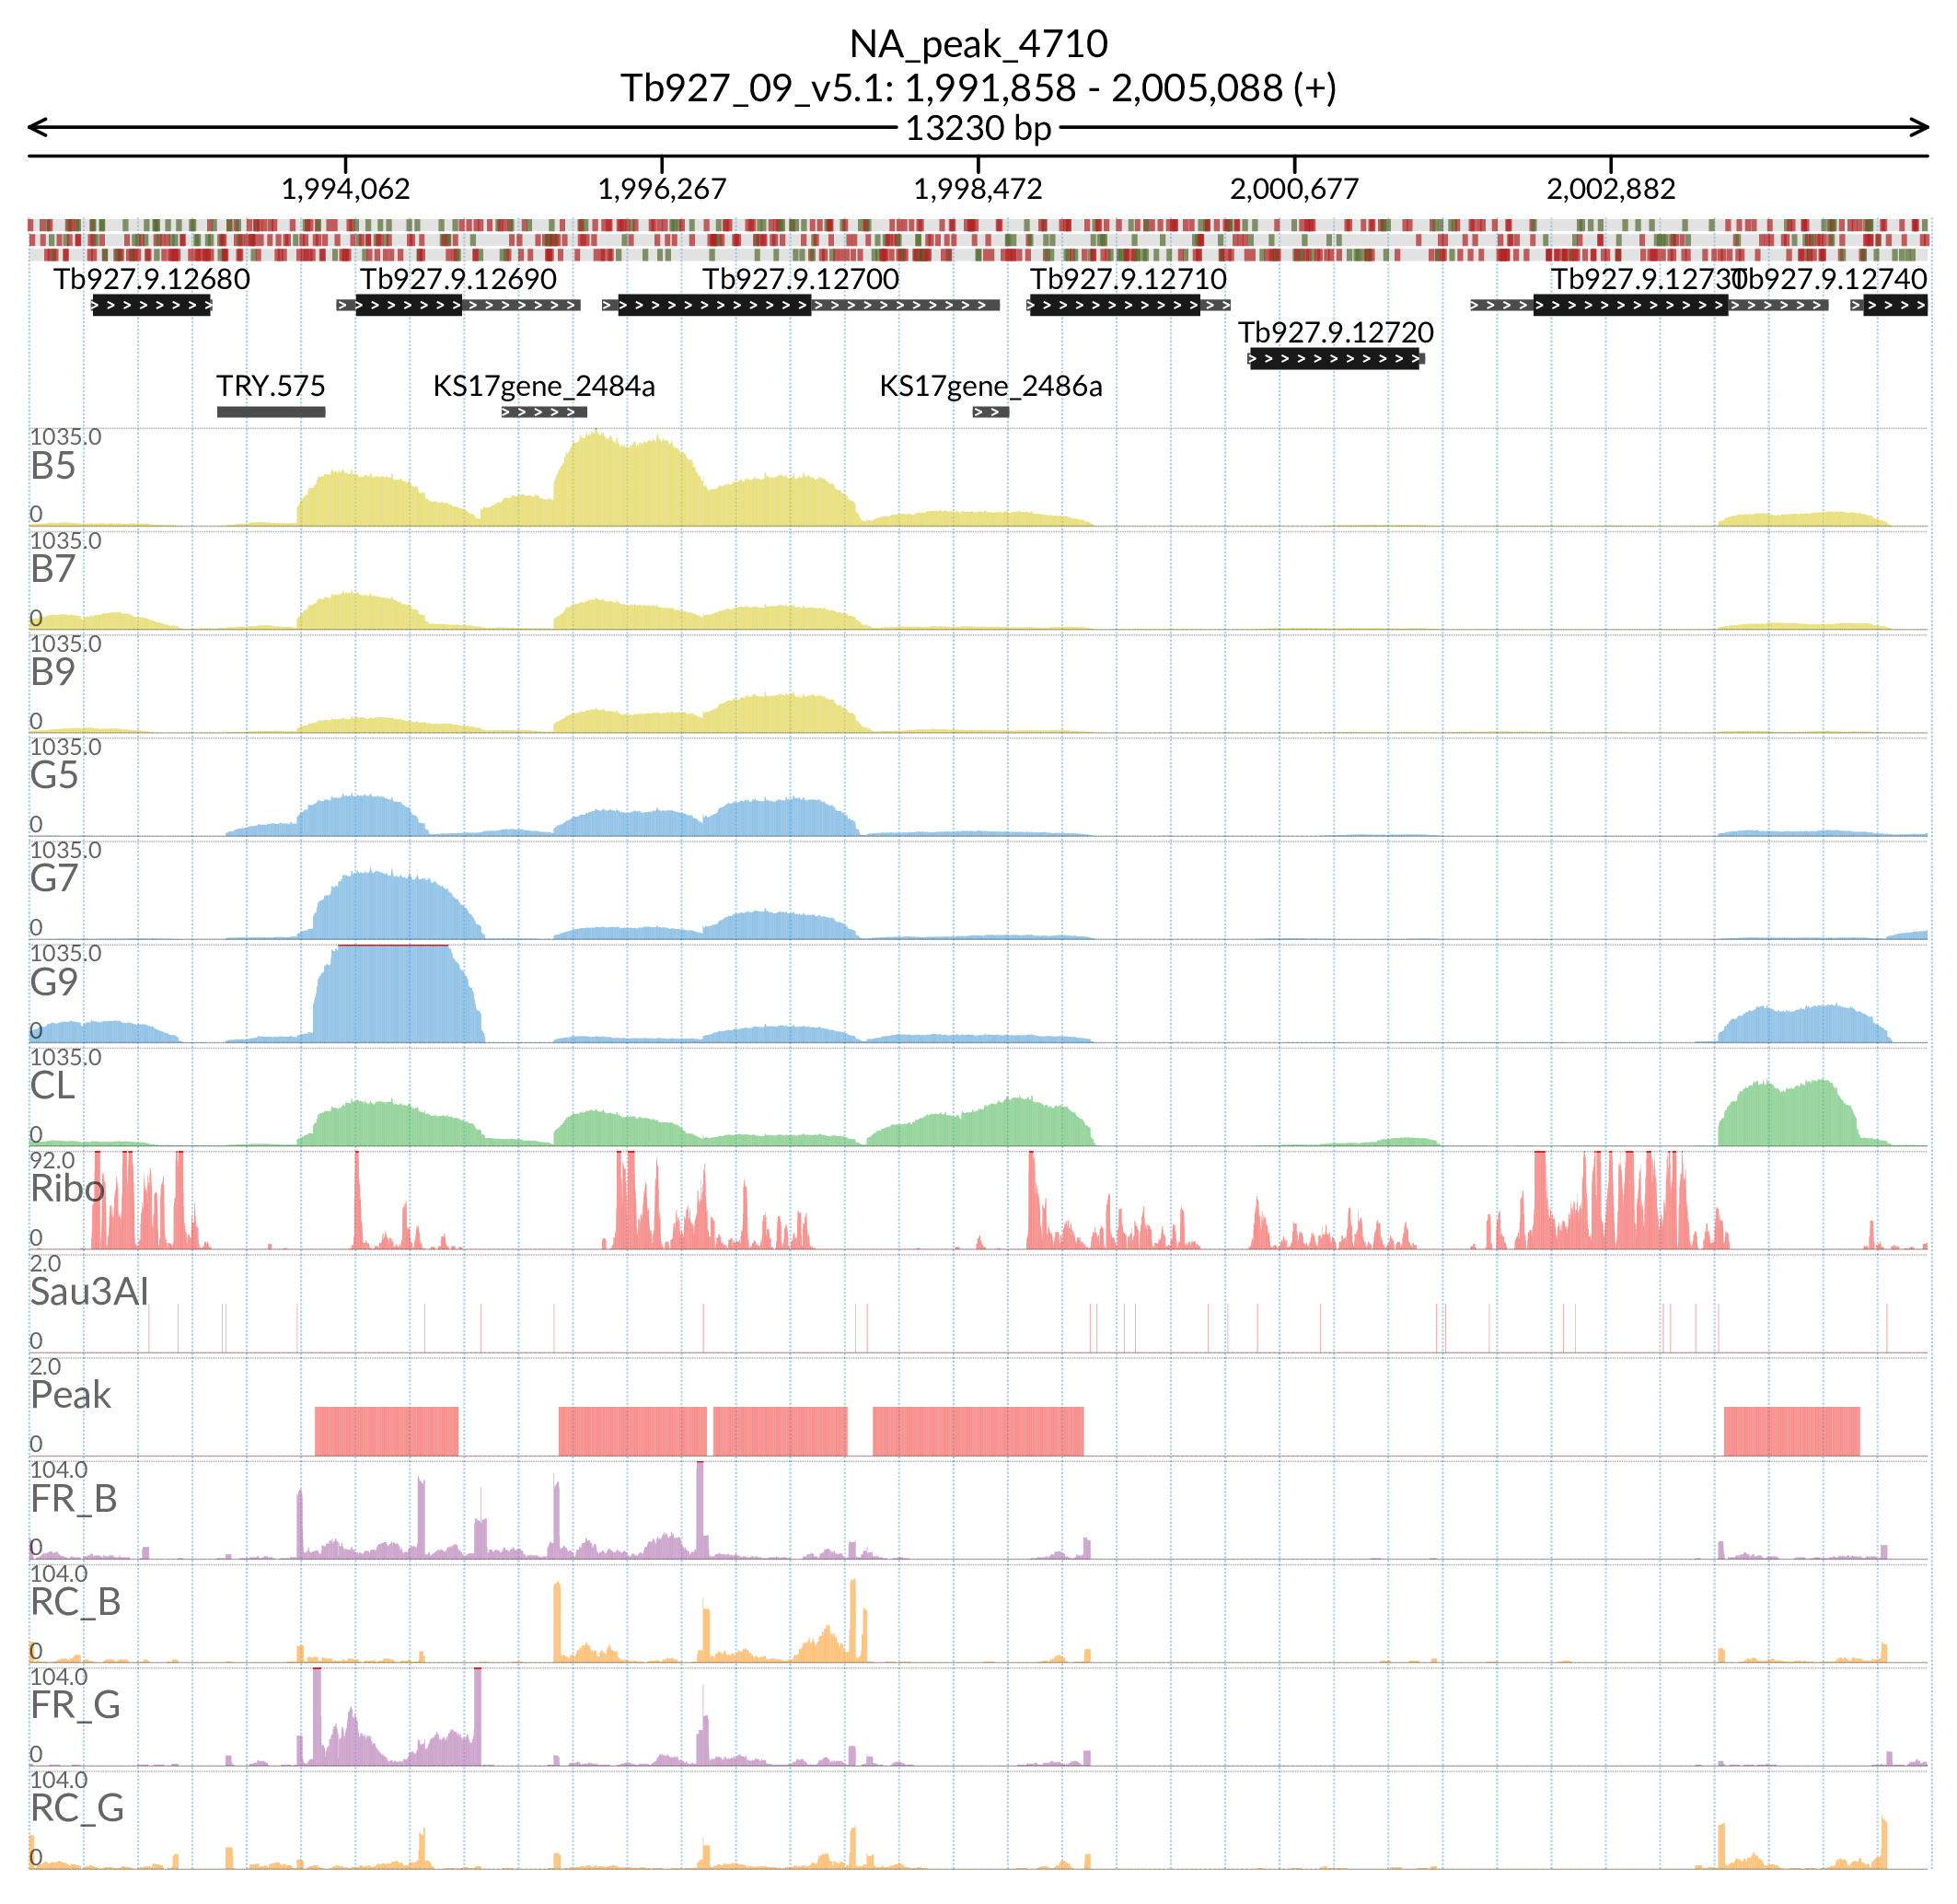 NA_peak_4710
Tb927_09_v5.1: 1,991,858 - 2,005,088 (+)
13230 bp
1,994,062 1,996,267 1,998,472 2,000,677 2,002,882
Tb927.9.12680 Tb927.9.12690 Tb927.9.12700 Tb927.9.12710 Tb927.9.12730 Tb927.9.12740
Tb927.9.12720
TRY.575 KS17gene_2484a KS17gene_2486a
1035.0
B5
0
1035.0
B7
0
1035.0
B9
0
1035.0
G5
0
1035.0
G7
0
1035.0
G9
0
1035.0
CL
0
92.0
Ribo
0
2.0
Sau3AI
0
2.0
Peak
0
104.0
FR_B
0
104.0
RC_B
0
104.0
FR_G
0
104.0
RC_G
0